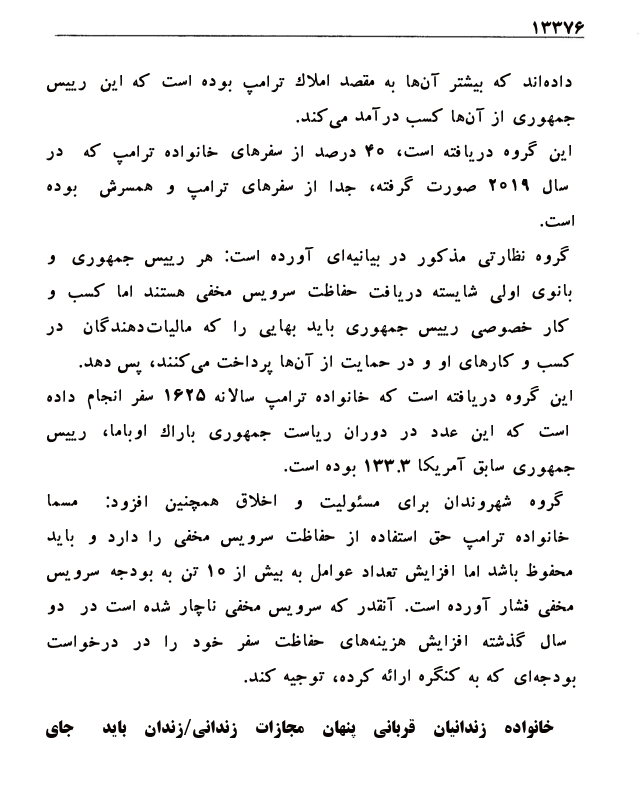 ۱۳۳۷۶
داده‌اند که بیشتر آن‌ها به مقصد املاك ترامپ بوده است که این رییس
جمهوری از آن‌ها کسب درآمد می‌کند.
این گروه دریافته است، ۴۰ درصد از سفرهای خانواده ترامپ که در
سال ۲۰۱۹ صورت گرفته، جدا از سفرهای ترامپ و همسرش بوده
است.
گروه نظارتی مذکور در بیانیه‌ای آورده است: هر رییس جمهوری و
بانوی اولی شایسته دریافت حفاظت سرویس مخفی هستند اما کسب و
کار خصوصی رییس جمهوری باید بهایی را که مالیات‌دهندگان در
کسب و کارهای او و در حمایت از آن‌ها پرداخت می‌کنند، پس دهد.
این گروه دریافته است که خانواده ترامپ سالانه ۱۶۲۵ سفر انجام داده
است که این عدد در دوران ریاست جمهوری باراك اوباما، رییس
جمهوری سابق آمریکا ۱۳۳.۳ بوده است.
گروه شهروندان برای مسئولیت و اخلاق همچنین افزود: مسما
خانواده ترامپ حق استفاده از حفاظت سرویس مخفی را دارد و باید
محفوظ باشد اما افزایش تعداد عوامل به بیش از ۱۰ تن به بودجه سرویس
مخفی فشار آورده است. آنقدر که سرویس مخفی ناچار شده است در دو
سال گذشته افزایش هزینه‌های حفاظت سفر خود را در درخواست
بودجه‌ای که به کنگره ارائه کرده، توجیه کند.
خانواده زندانیان قربانی پنهان مجازات زندانی/زندان باید جای